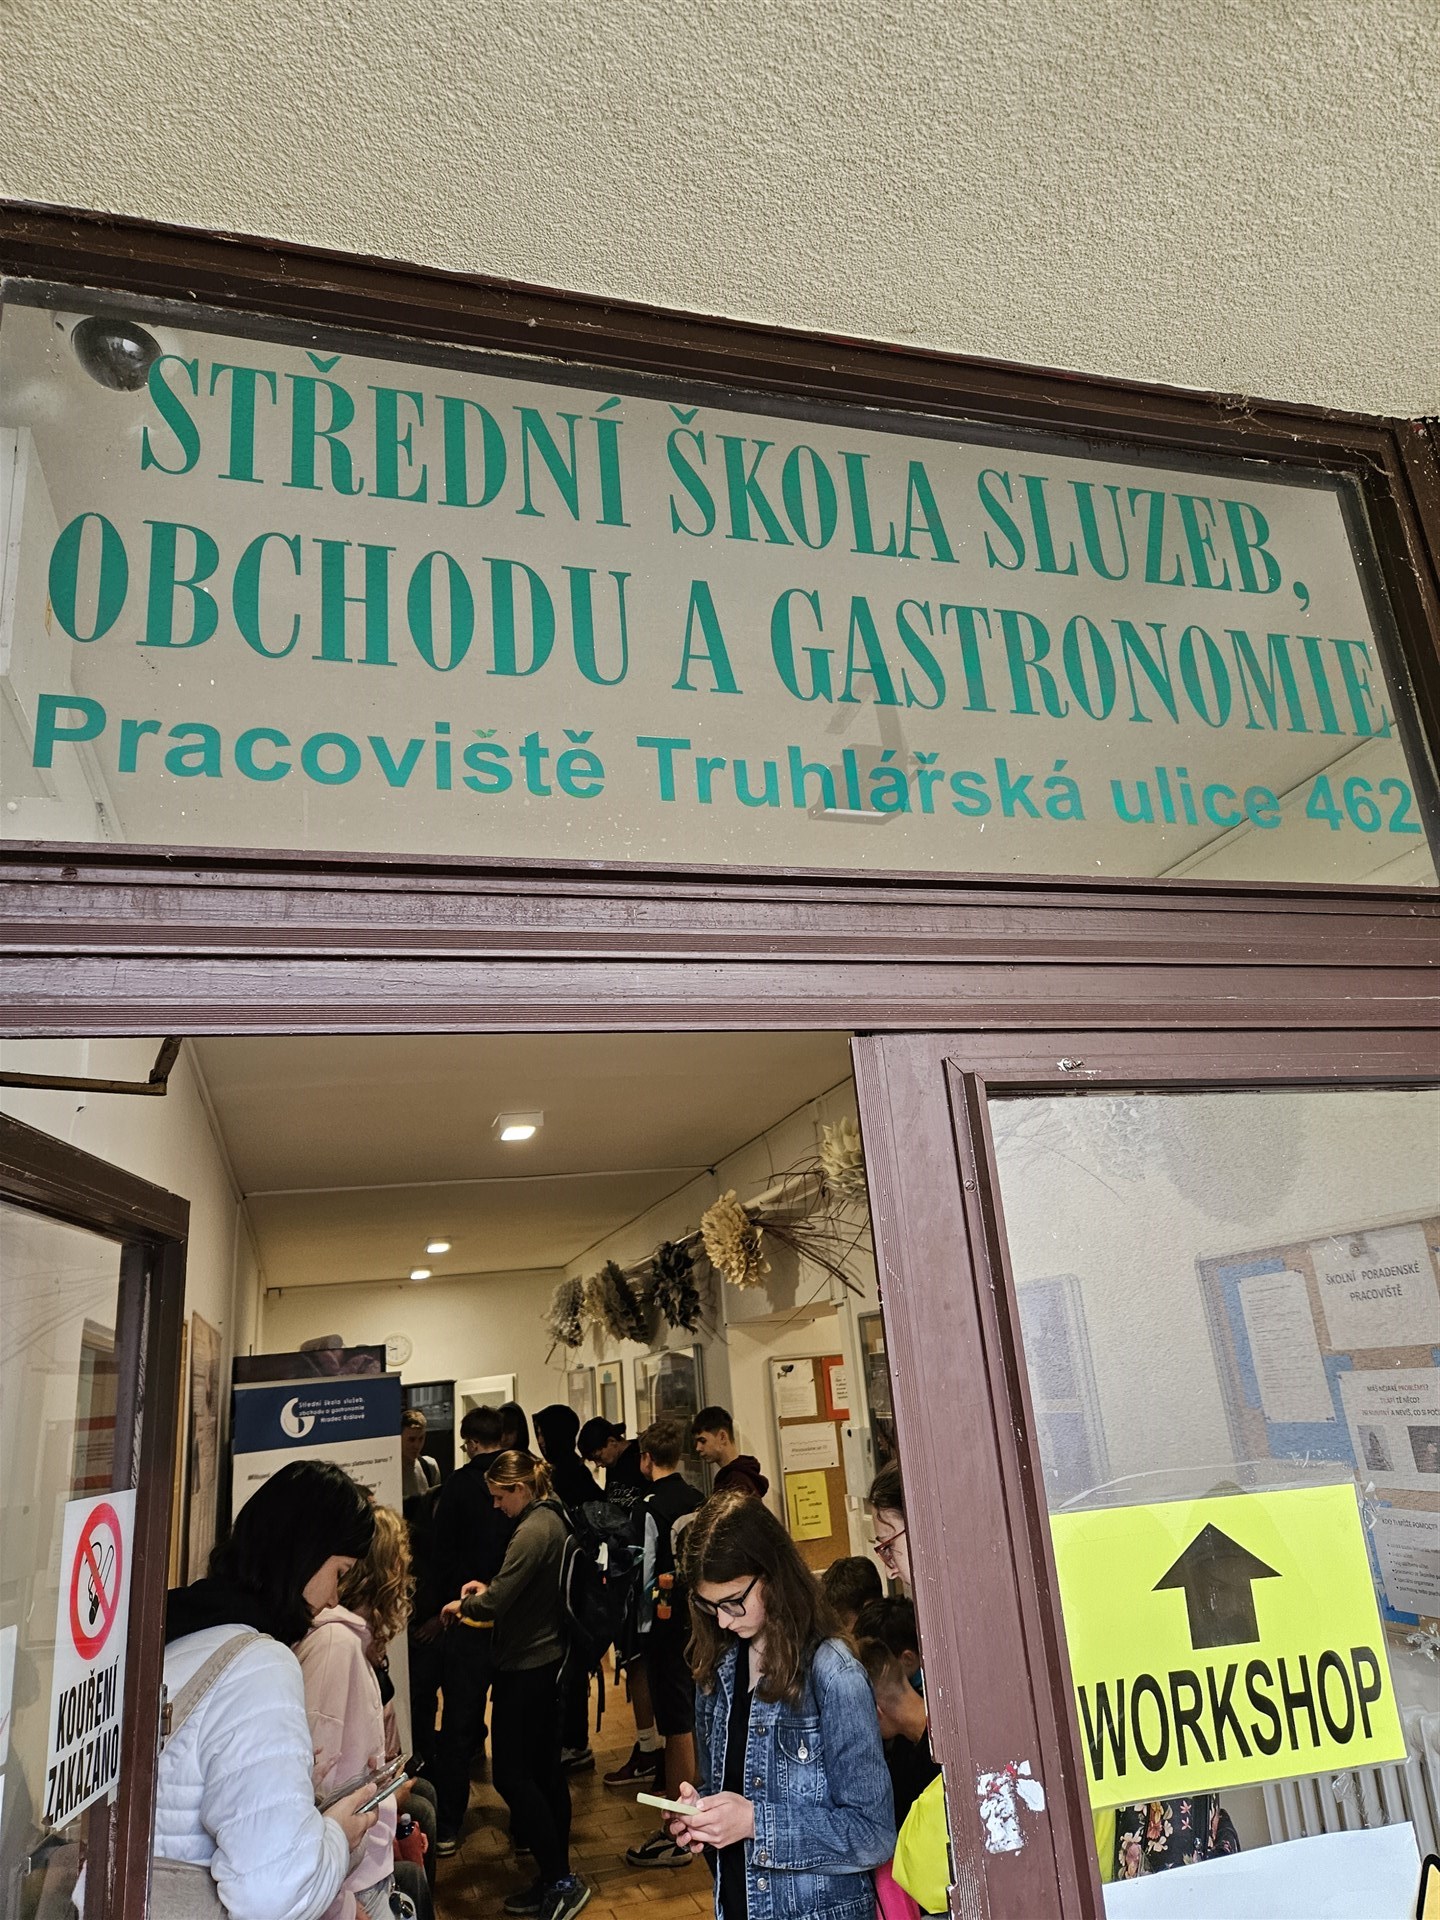 STŘEDNÍ ŠKOLA SLUZEB,
OBCHODU A GASTRONOMIE
Pracoviště Truhlářská ulice 462
ŠKOLNÍ PORADENSKÉ
PRACOVIŠTĚ
Střední škola služeb,
obchodu a gastronomie
Hradec Králové
KOUŘENÍ
ZAKÁZÁNO
WORKSHOP